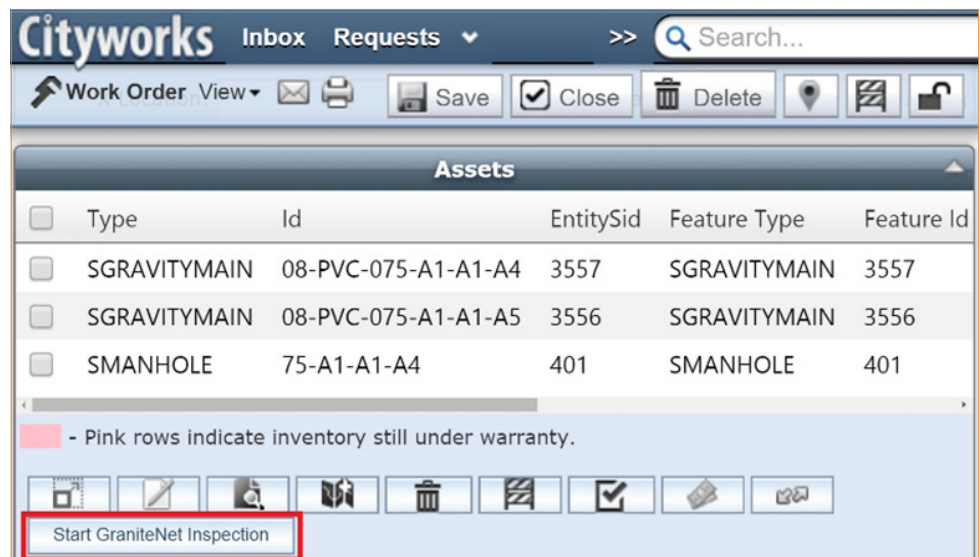 Cityworks Inbox Requests >> Search...
Work Order View Save Close Delete
Assets
Type Id EntitySid Feature Type Feature Id
SGRAVITYMAIN 08-PVC-075-A1-A1-A4 3557 SGRAVITYMAIN 3557
SGRAVITYMAIN 08-PVC-075-A1-A1-A5 3556 SGRAVITYMAIN 3556
SMANHOLE 75-A1-A1-A4 401 SMANHOLE 401
- Pink rows indicate inventory still under warranty.
Start GraniteNet Inspection